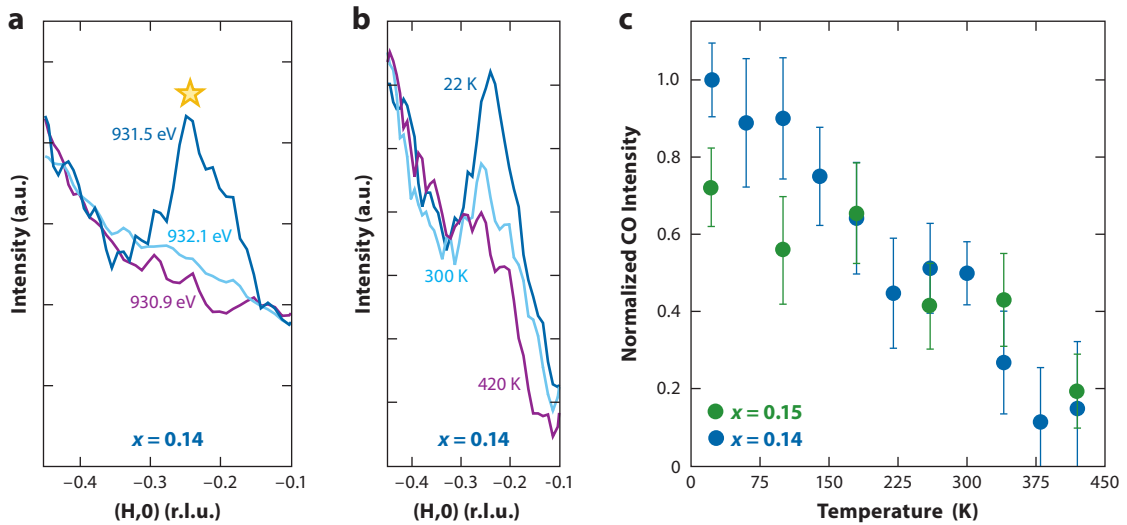 a
Intensity (a.u.)
931.5 eV
932.1 eV
930.9 eV
x = 0.14
−0.4 −0.3 −0.2 −0.1
(H,0) (r.l.u.)
b
Intensity (a.u.)
22 K
300 K
420 K
x = 0.14
−0.4 −0.3 −0.2 −0.1
(H,0) (r.l.u.)
c
Normalized CO Intensity
1.0
0.8
0.6
0.4
0.2
0
x = 0.15
x = 0.14
0 75 150 225 300 375 450
Temperature (K)